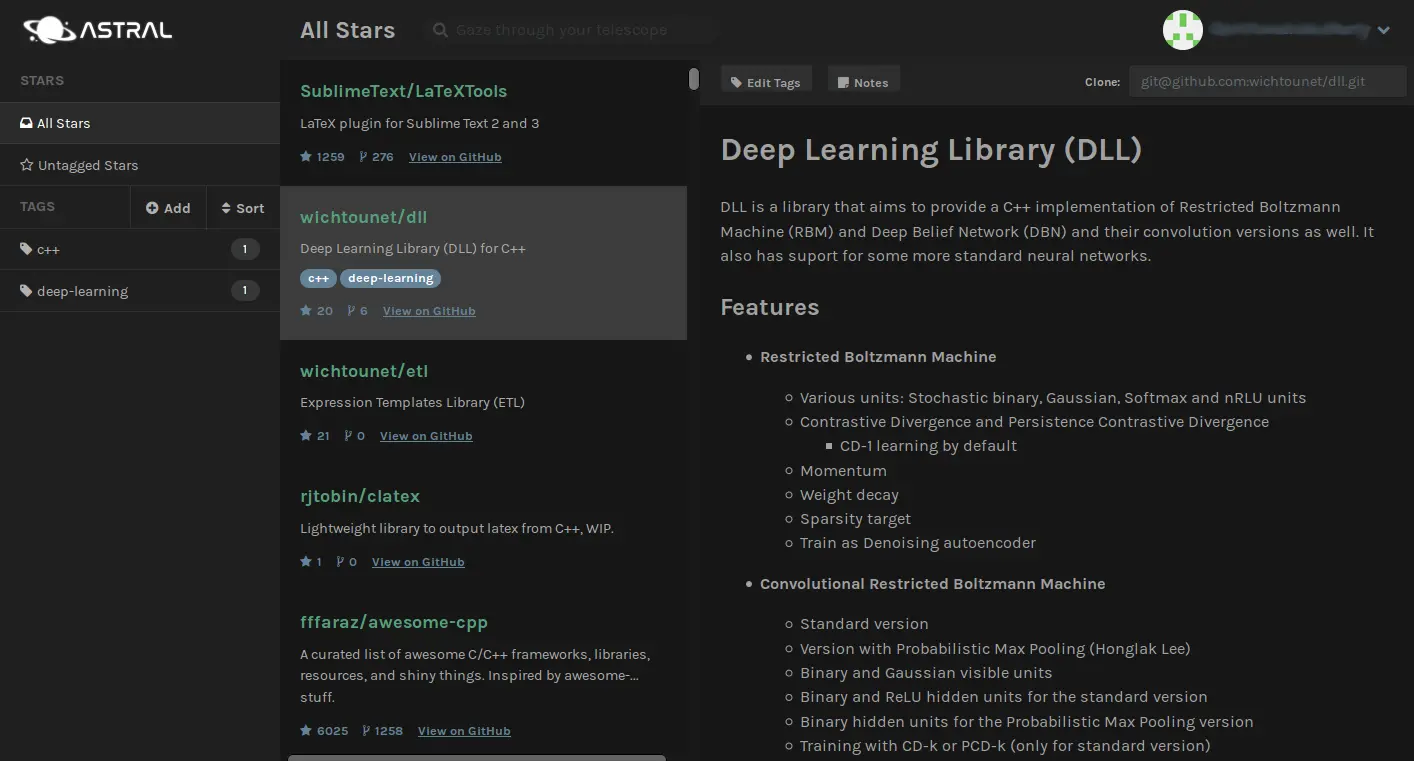 ASTRAL
All Stars
Gaze through your telescope
STARS
All Stars
Untagged Stars
TAGS
Add
Sort
c++
1
deep-learning
1
SublimeText/LaTeXTools
LaTeX plugin for Sublime Text 2 and 3
1259 276 View on GitHub
wichtounet/dll
Deep Learning Library (DLL) for C++
c++ deep-learning
20 6 View on GitHub
wichtounet/etl
Expression Templates Library (ETL)
21 0 View on GitHub
rjtobin/clatex
Lightweight library to output latex from C++, WIP.
1 0 View on GitHub
fffaraz/awesome-cpp
A curated list of awesome C/C++ frameworks, libraries,
resources, and shiny things. Inspired by awesome-...
stuff.
6025 1258 View on GitHub
Edit Tags
Notes
Clone: git@github.com:wichtounet/dll.git
Deep Learning Library (DLL)
DLL is a library that aims to provide a C++ implementation of Restricted Boltzmann
Machine (RBM) and Deep Belief Network (DBN) and their convolution versions as well. It
also has suport for some more standard neural networks.
Features
Restricted Boltzmann Machine
Various units: Stochastic binary, Gaussian, Softmax and nRLU units
Contrastive Divergence and Persistence Contrastive Divergence
CD-1 learning by default
Momentum
Weight decay
Sparsity target
Train as Denoising autoencoder
Convolutional Restricted Boltzmann Machine
Standard version
Version with Probabilistic Max Pooling (Honglak Lee)
Binary and Gaussian visible units
Binary and ReLU hidden units for the standard version
Binary hidden units for the Probabilistic Max Pooling version
Training with CD-k or PCD-k (only for standard version)